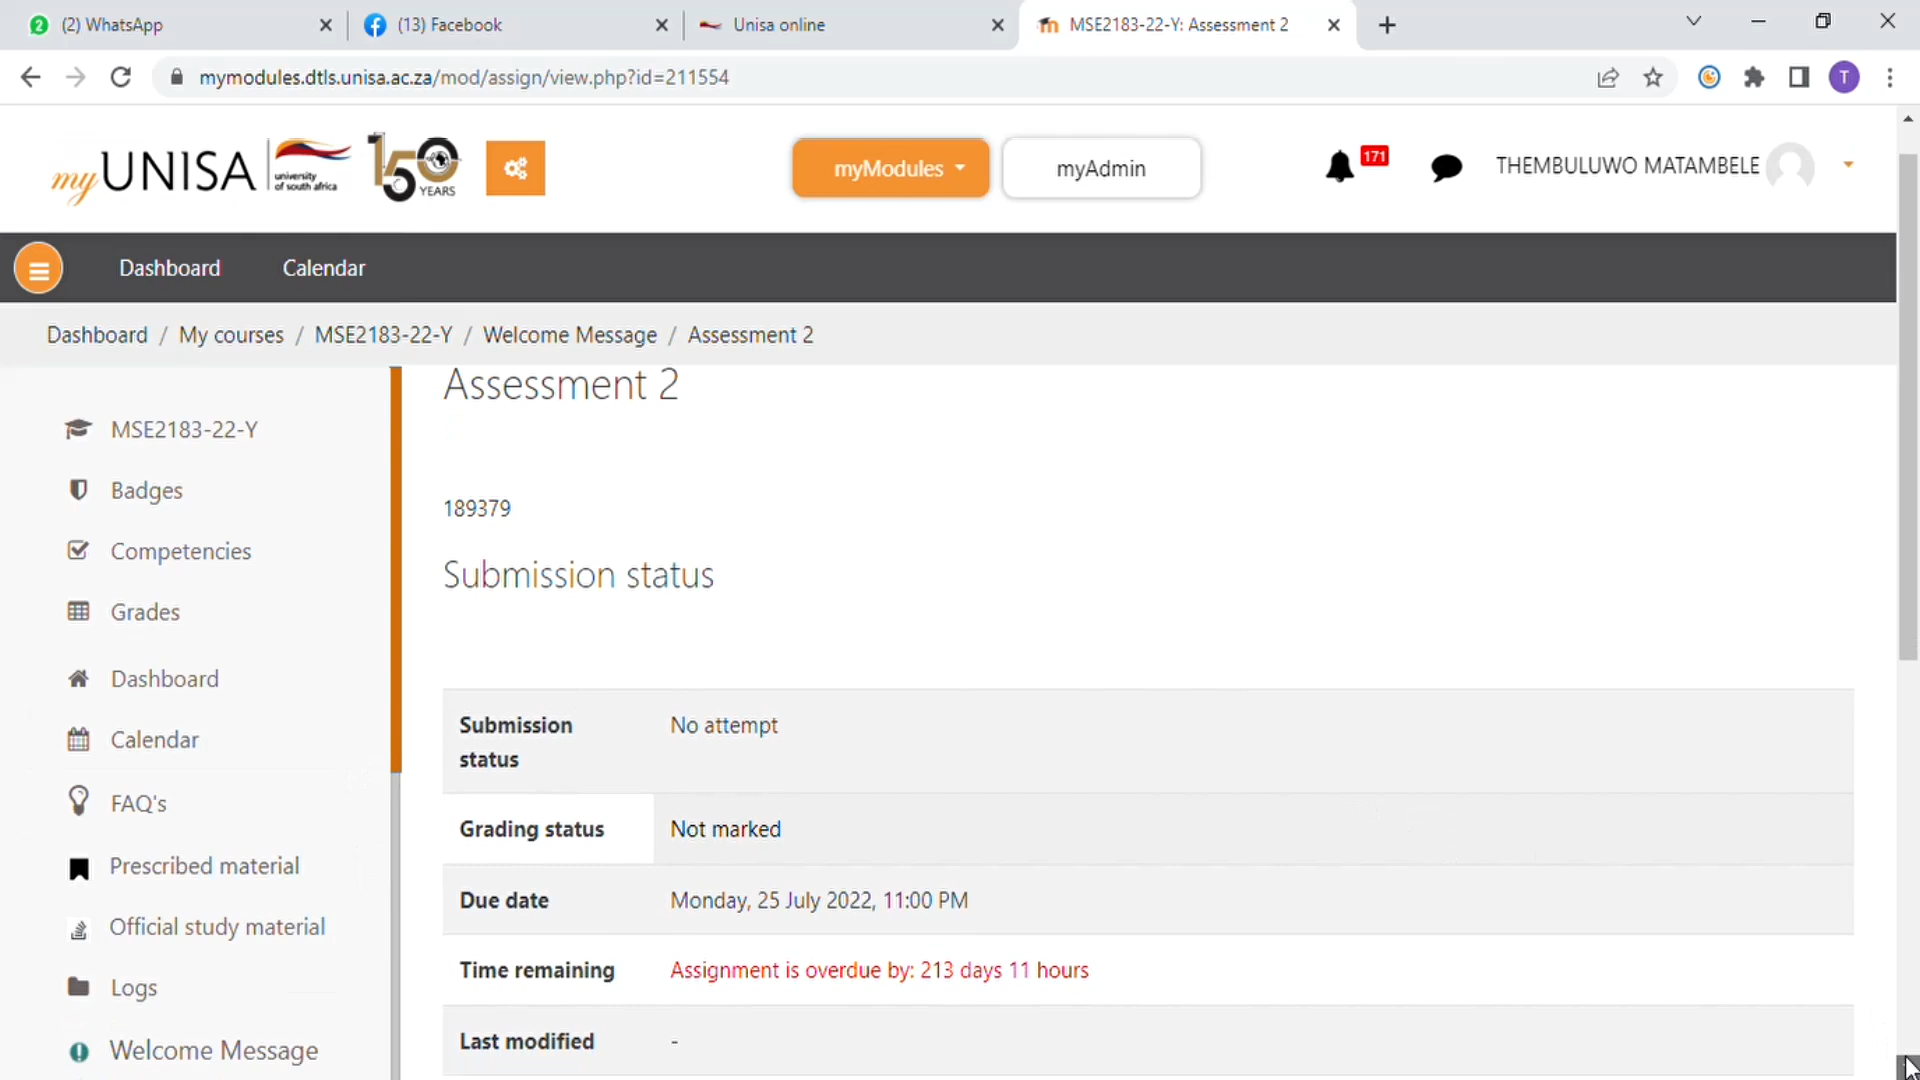 (2) WhatsApp
(13) Facebook
Unisa online
MSE2183-22-Y: Assessment 2
mymodules.dtls.unisa.ac.za/mod/assign/view.php?id=211554
T
myUNISA
university
of south africa
150
YEARS
myModules
myAdmin
171
THEMBULUWO MATAMBELE
Dashboard
Calendar
Dashboard / My courses / MSE2183-22-Y / Welcome Message / Assessment 2
MSE2183-22-Y
Badges
Competencies
Grades
Dashboard
Calendar
FAQ's
Prescribed material
Official study material
Logs
Welcome Message
Assessment 2
189379
Submission status
Submission status No attempt
Grading status Not marked
Due date Monday, 25 July 2022, 11:00 PM
Time remaining Assignment is overdue by: 213 days 11 hours
Last modified -